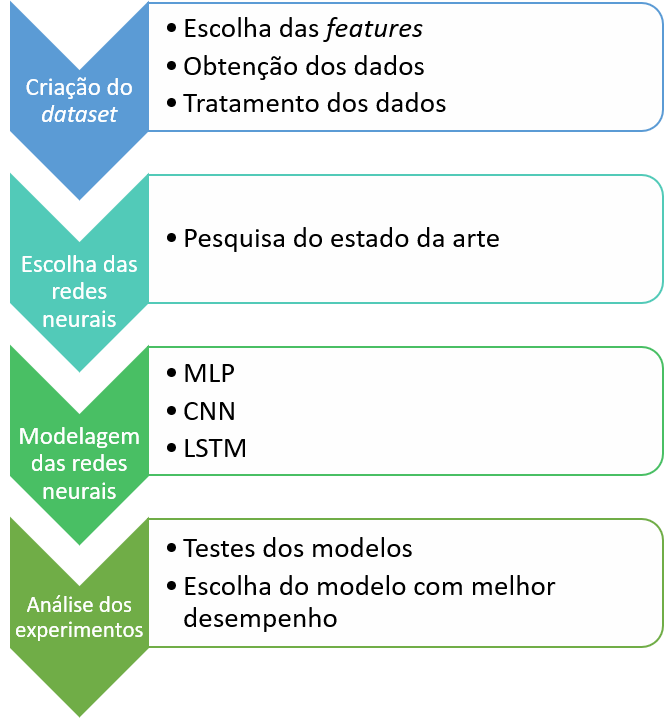 Criação do
dataset
• Escolha das features
• Obtenção dos dados
• Tratamento dos dados
Escolha das
redes
neurais
• Pesquisa do estado da arte
Modelagem
das redes
neurais
• MLP
• CNN
• LSTM
Análise dos
experimentos
• Testes dos modelos
• Escolha do modelo com melhor
desempenho